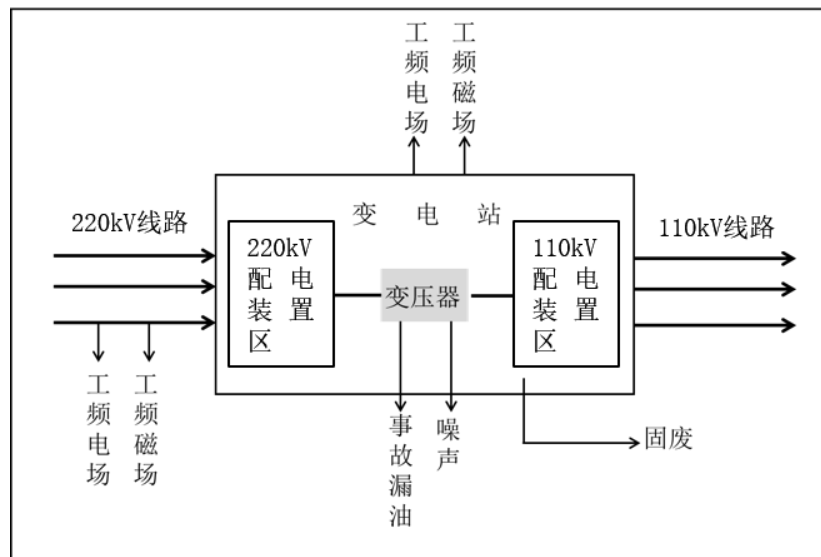 工频电场
工频磁场
变电站
220kV线路
220kV
配电
装置
区
变压器
110kV
配电
装置
区
110kV线路
工频电场
工频磁场
事故漏油
噪声
固废